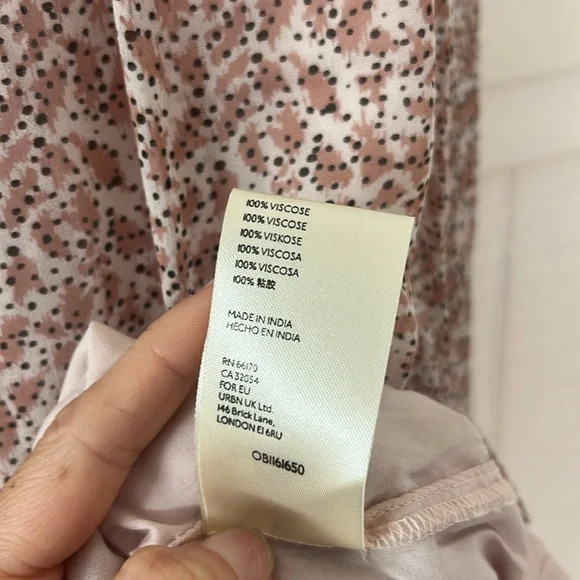 100% VISCOSE
100% VISCOSE
100% VISKOSE
100% VISCOSA
100% VISCOSA
100% 粘胶
MADE IN INDIA
HECHO EN INDIA
RN 66170
CA 32054
FOR EU
URBN UK Ltd.
146 Brick Lane,
LONDON E1 6RU
OB1161650